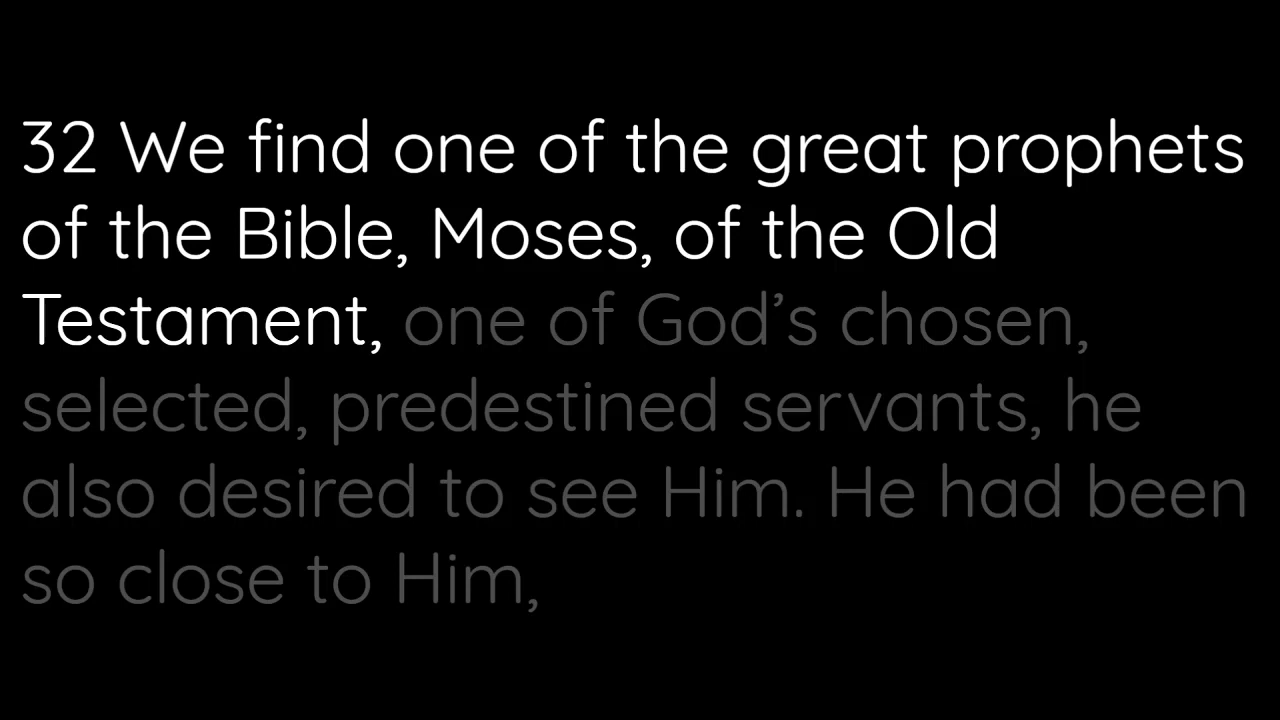 32 We find one of the great prophets
of the Bible, Moses, of the Old
Testament, one of God’s chosen,
selected, predestined servants, he
also desired to see Him. He had been
so close to Him,